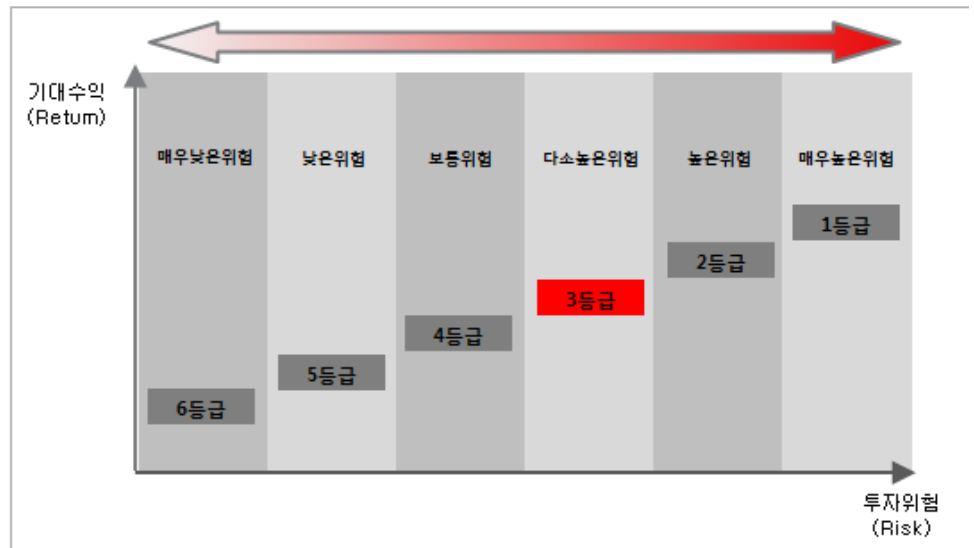 기대수익
(Retum)
매우낮은위험
낮은위험
보통위험
다소높은위험
높은위험
매우높은위험
1등급
2등급
3등급
4등급
5등급
6등급
투자위험
(Risk)